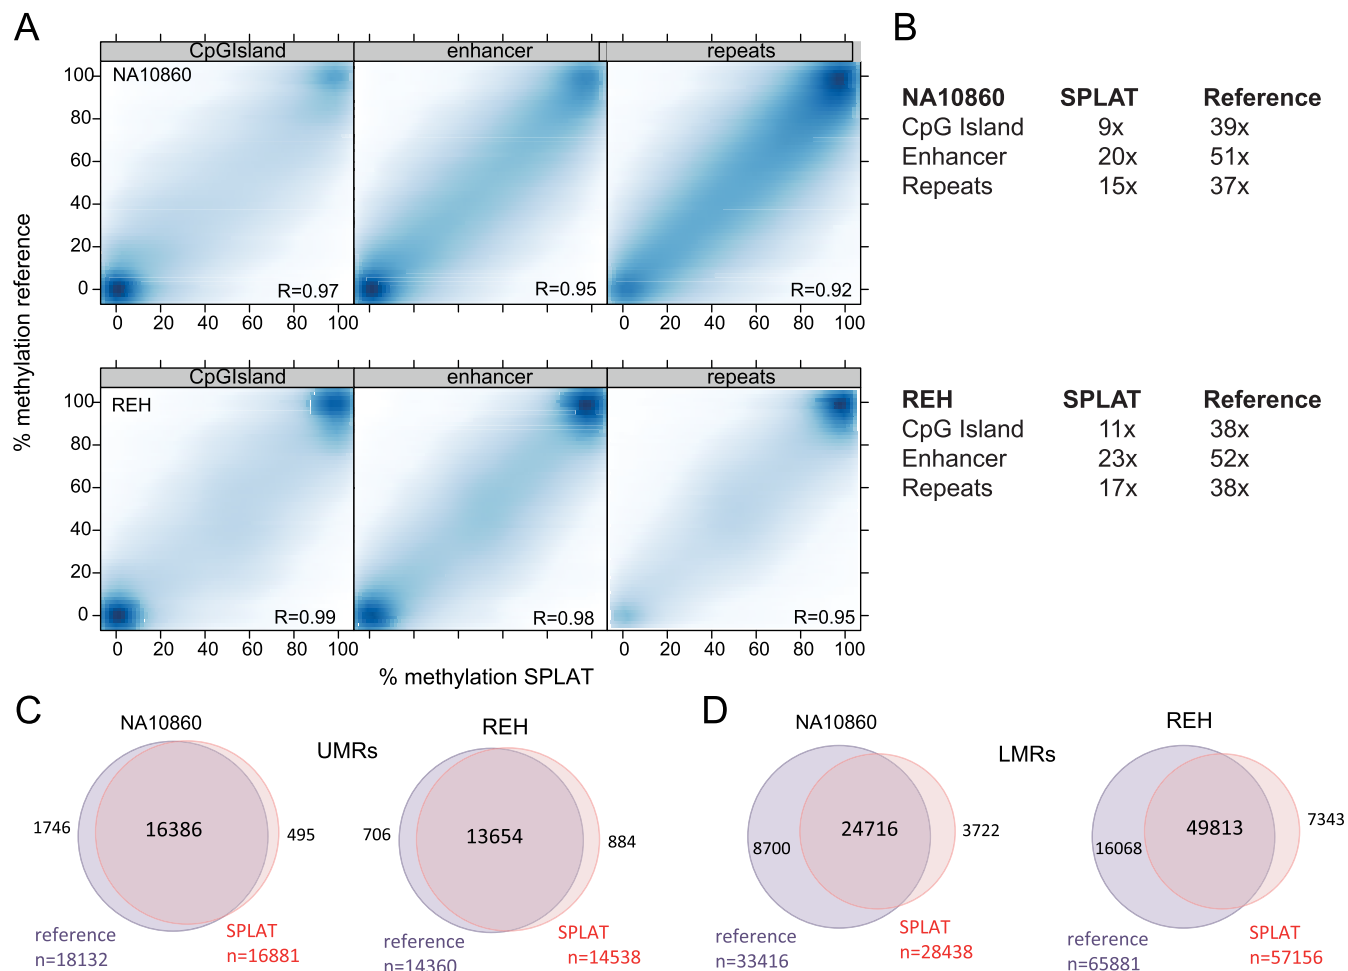 A
B
CpGIsland enhancer repeats
NA10860
100
80
60
40
20
0
R=0.97
R=0.95
R=0.92
0 20 40 60 80 100 0 20 40 60 80 100
NA10860 SPLAT Reference
CpG Island 9x 39x
Enhancer 20x 51x
Repeats 15x 37x
% methylation reference
CpGIsland enhancer repeats
REH
100
80
60
40
20
0
R=0.99
R=0.98
R=0.95
0 20 40 60 80 100 0 20 40 60 80 100
% methylation SPLAT
REH SPLAT Reference
CpG Island 11x 38x
Enhancer 23x 52x
Repeats 17x 38x
C
NA10860
UMRs
REH
1746
16386
495
706
13654
884
reference
n=18132
SPLAT
n=16881
reference
n=14360
SPLAT
n=14538
D
NA10860
LMRs
REH
8700
24716
3722
16068
49813
7343
reference
n=33416
SPLAT
n=28438
reference
n=65881
SPLAT
n=57156